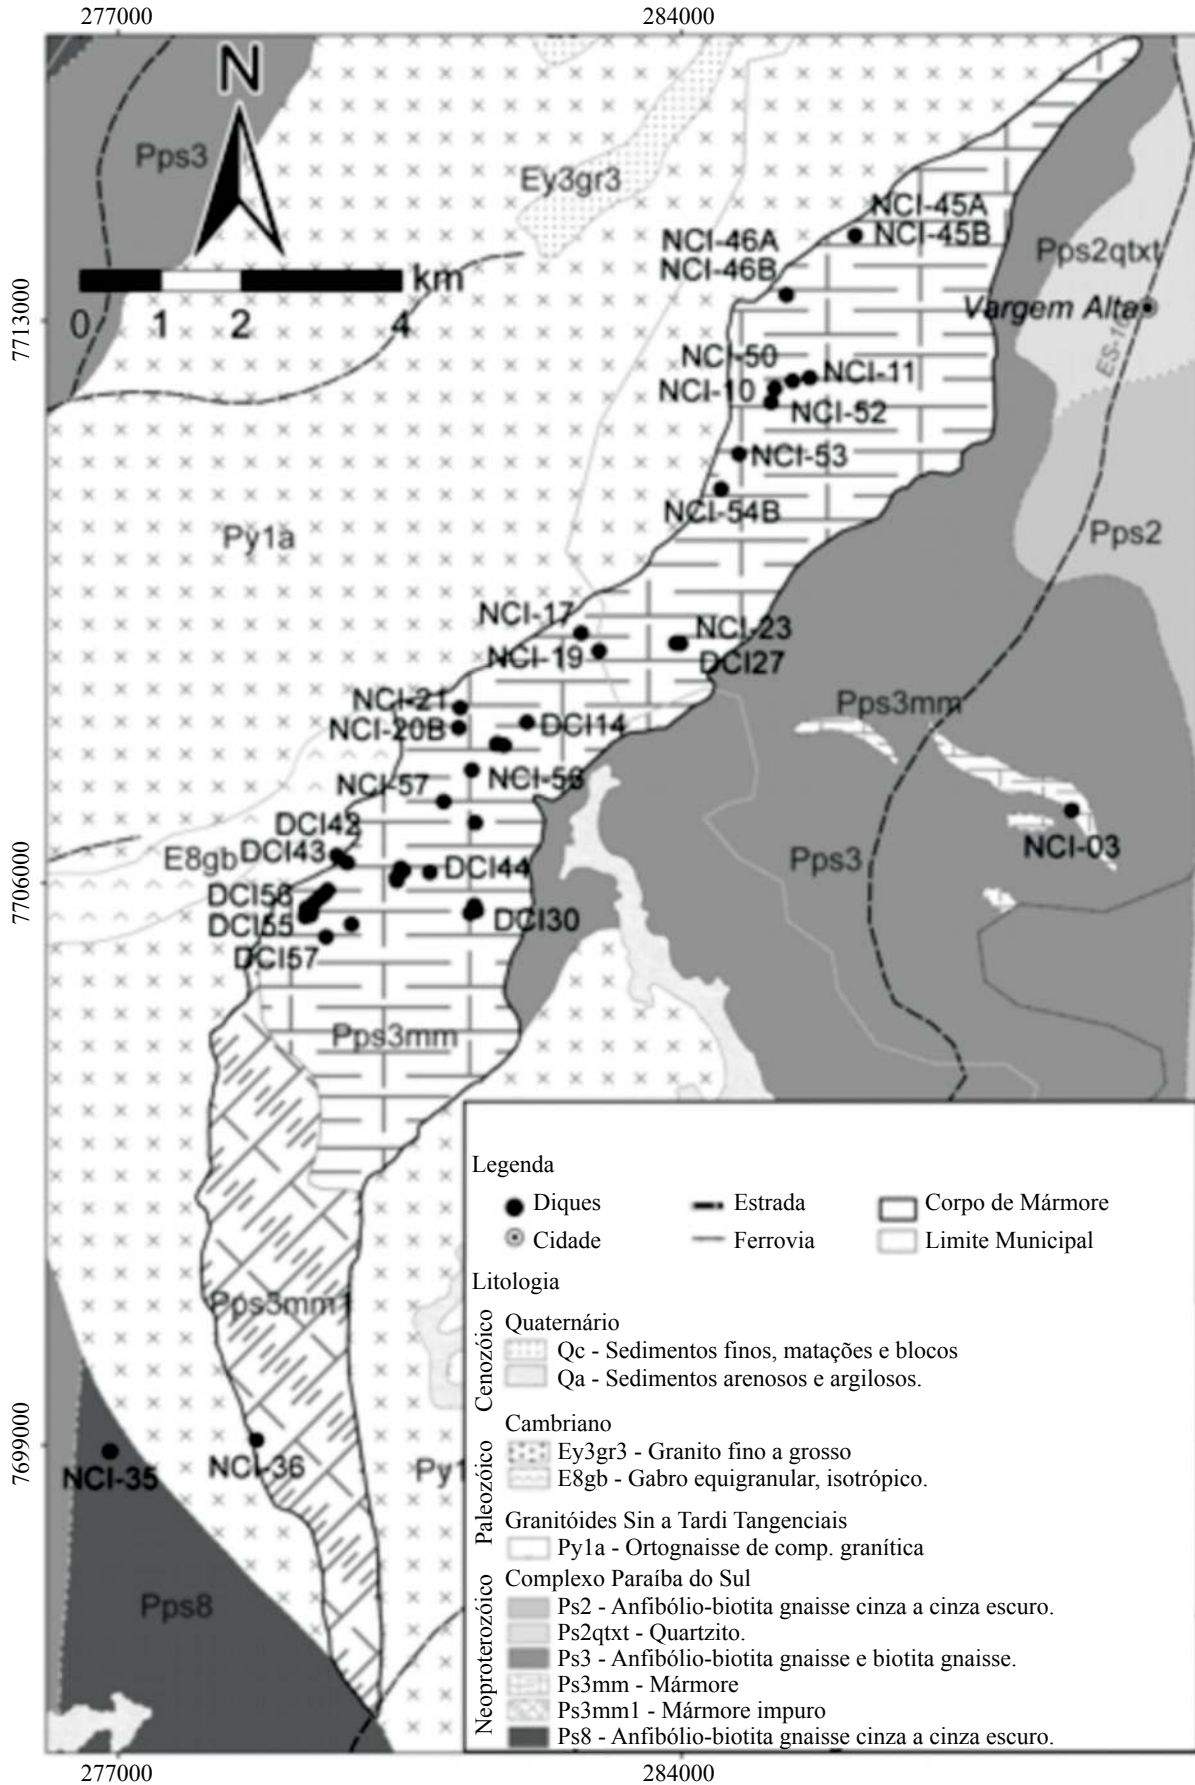 277000 284000
N
Pps3
Ey3gr3
NCI-45A
NCI-46A NCI-45B
NCI-46B
Pps2qtxt
km
Vargem Alta
0 1 2 4
7713000
NCI-50
NCI-11
NCI-10
NCI-52
NCI-53
NCI-54B
Py1a
Pps2
NCI-17
NCI-23
NCI-19
DCI27
NCI-21
Pps3mm
NCI-20B DCI14
NCI-57
DCI42
DCI43
E8gb
DCI44
Pps3
NCI-03
7706000
DCI55
DCI30
DCI57
Pps3mm
Pps3mm1
7699000
NCI-35
NCI-36
Pps8
Legenda
Diques Estrada Corpo de Mármore
Cidade Ferrovia Limite Municipal
Litologia
Cenozóico
Quaternário
Qc - Sedimentos finos, matações e blocos
Qa - Sedimentos arenosos e argilosos.
Paleozóico
Cambriano
Ey3gr3 - Granito fino a grosso
E8gb - Gabro equigranular, isotrópico.
Granitóides Sin a Tardi Tangenciais
Py1a - Ortognaisse de comp. granítica
Neoproterozóico
Complexo Paraíba do Sul
Ps2 - Anfibólio-biotita gnaisse cinza a cinza escuro.
Ps2qtxt - Quartzito.
Ps3 - Anfibólio-biotita gnaisse e biotita gnaisse.
Ps3mm - Mármore
Ps3mm1 - Mármore impuro
Ps8 - Anfibólio-biotita gnaisse cinza a cinza escuro.
277000 284000